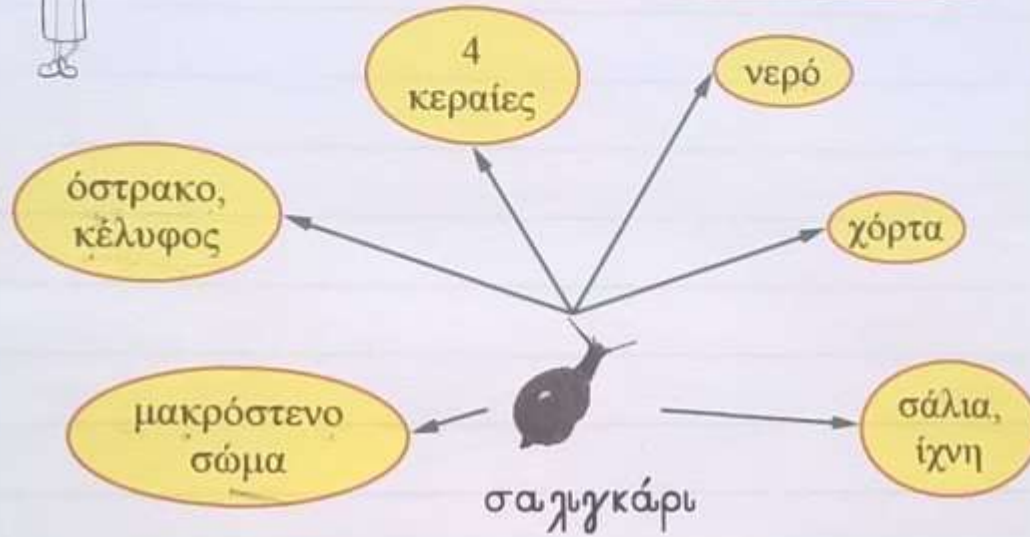 4
κεραίες
νερό
όστρακο,
κέλυφος
χόρτα
μακρόστενο
σώμα
σάλια,
ίχνη
σαλιγκάρι